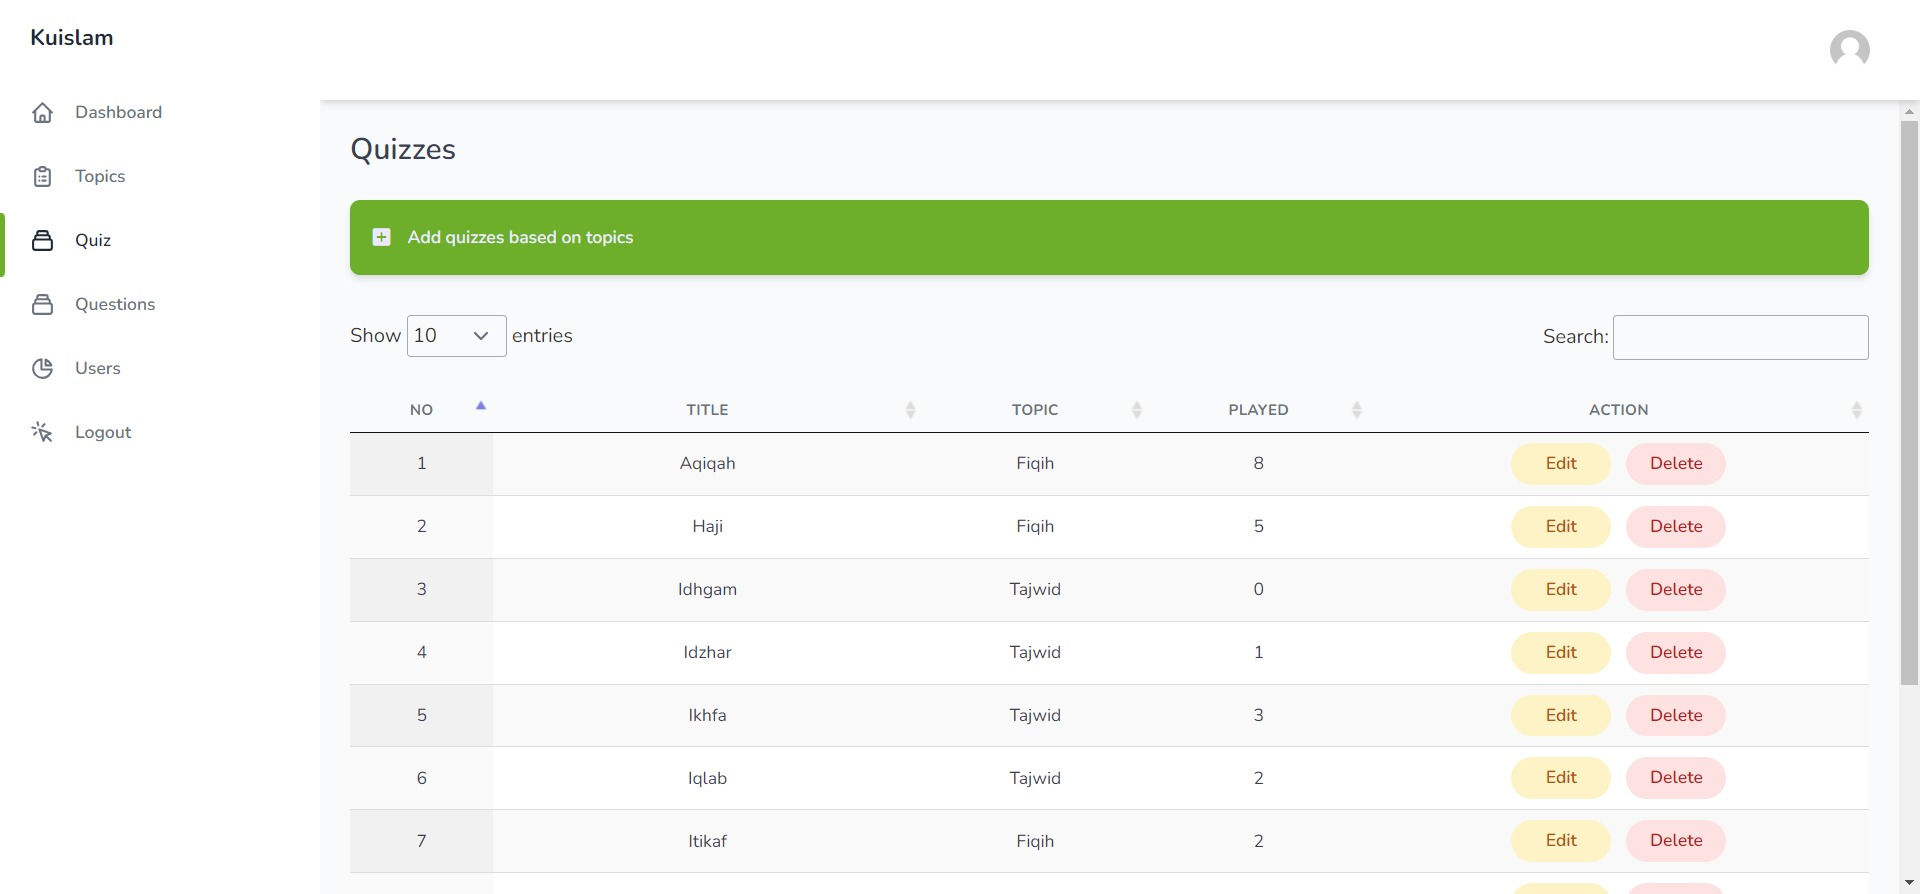 Kuislam
Dashboard
Topics
Quiz
Questions
Users
Logout
Quizzes
Add quizzes based on topics
Show 10 entries
Search:
NO TITLE TOPIC PLAYED ACTION
1 Aqiqah Fiqih 8 Edit Delete
2 Haji Fiqih 5 Edit Delete
3 Idhgam Tajwid 0 Edit Delete
4 Idzhar Tajwid 1 Edit Delete
5 Ikhfa Tajwid 3 Edit Delete
6 Iqlab Tajwid 2 Edit Delete
7 Itikaf Fiqih 2 Edit Delete